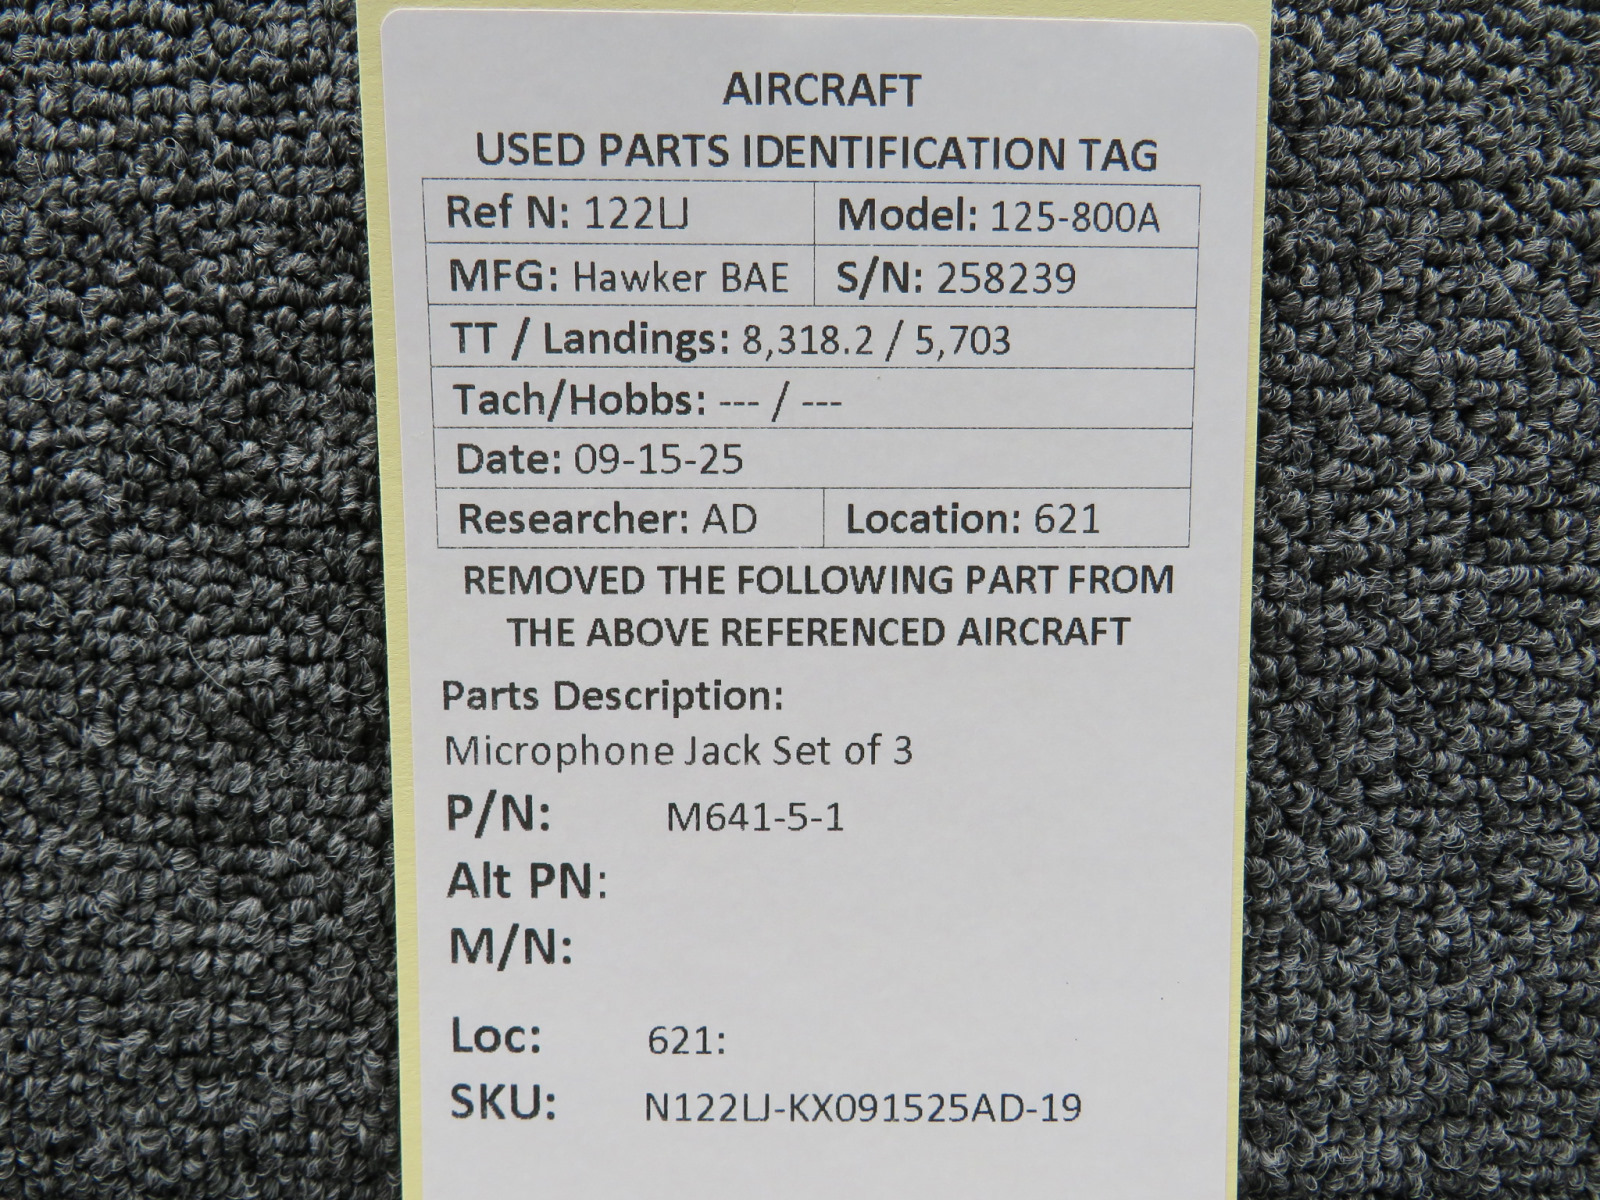 AIRCRAFT
USED PARTS IDENTIFICATION TAG
Ref N: 122LJ Model: 125-800A
MFG: Hawker BAE S/N: 258239
TT / Landings: 8,318.2 / 5,703
Tach/Hobbs: --- / ---
Date: 09-15-25
Researcher: AD Location: 621
REMOVED THE FOLLOWING PART FROM
THE ABOVE REFERENCED AIRCRAFT
Parts Description:
Microphone Jack Set of 3
P/N: M641-5-1
Alt PN:
M/N:
Loc: 621:
SKU: N122LJ-KX091525AD-19